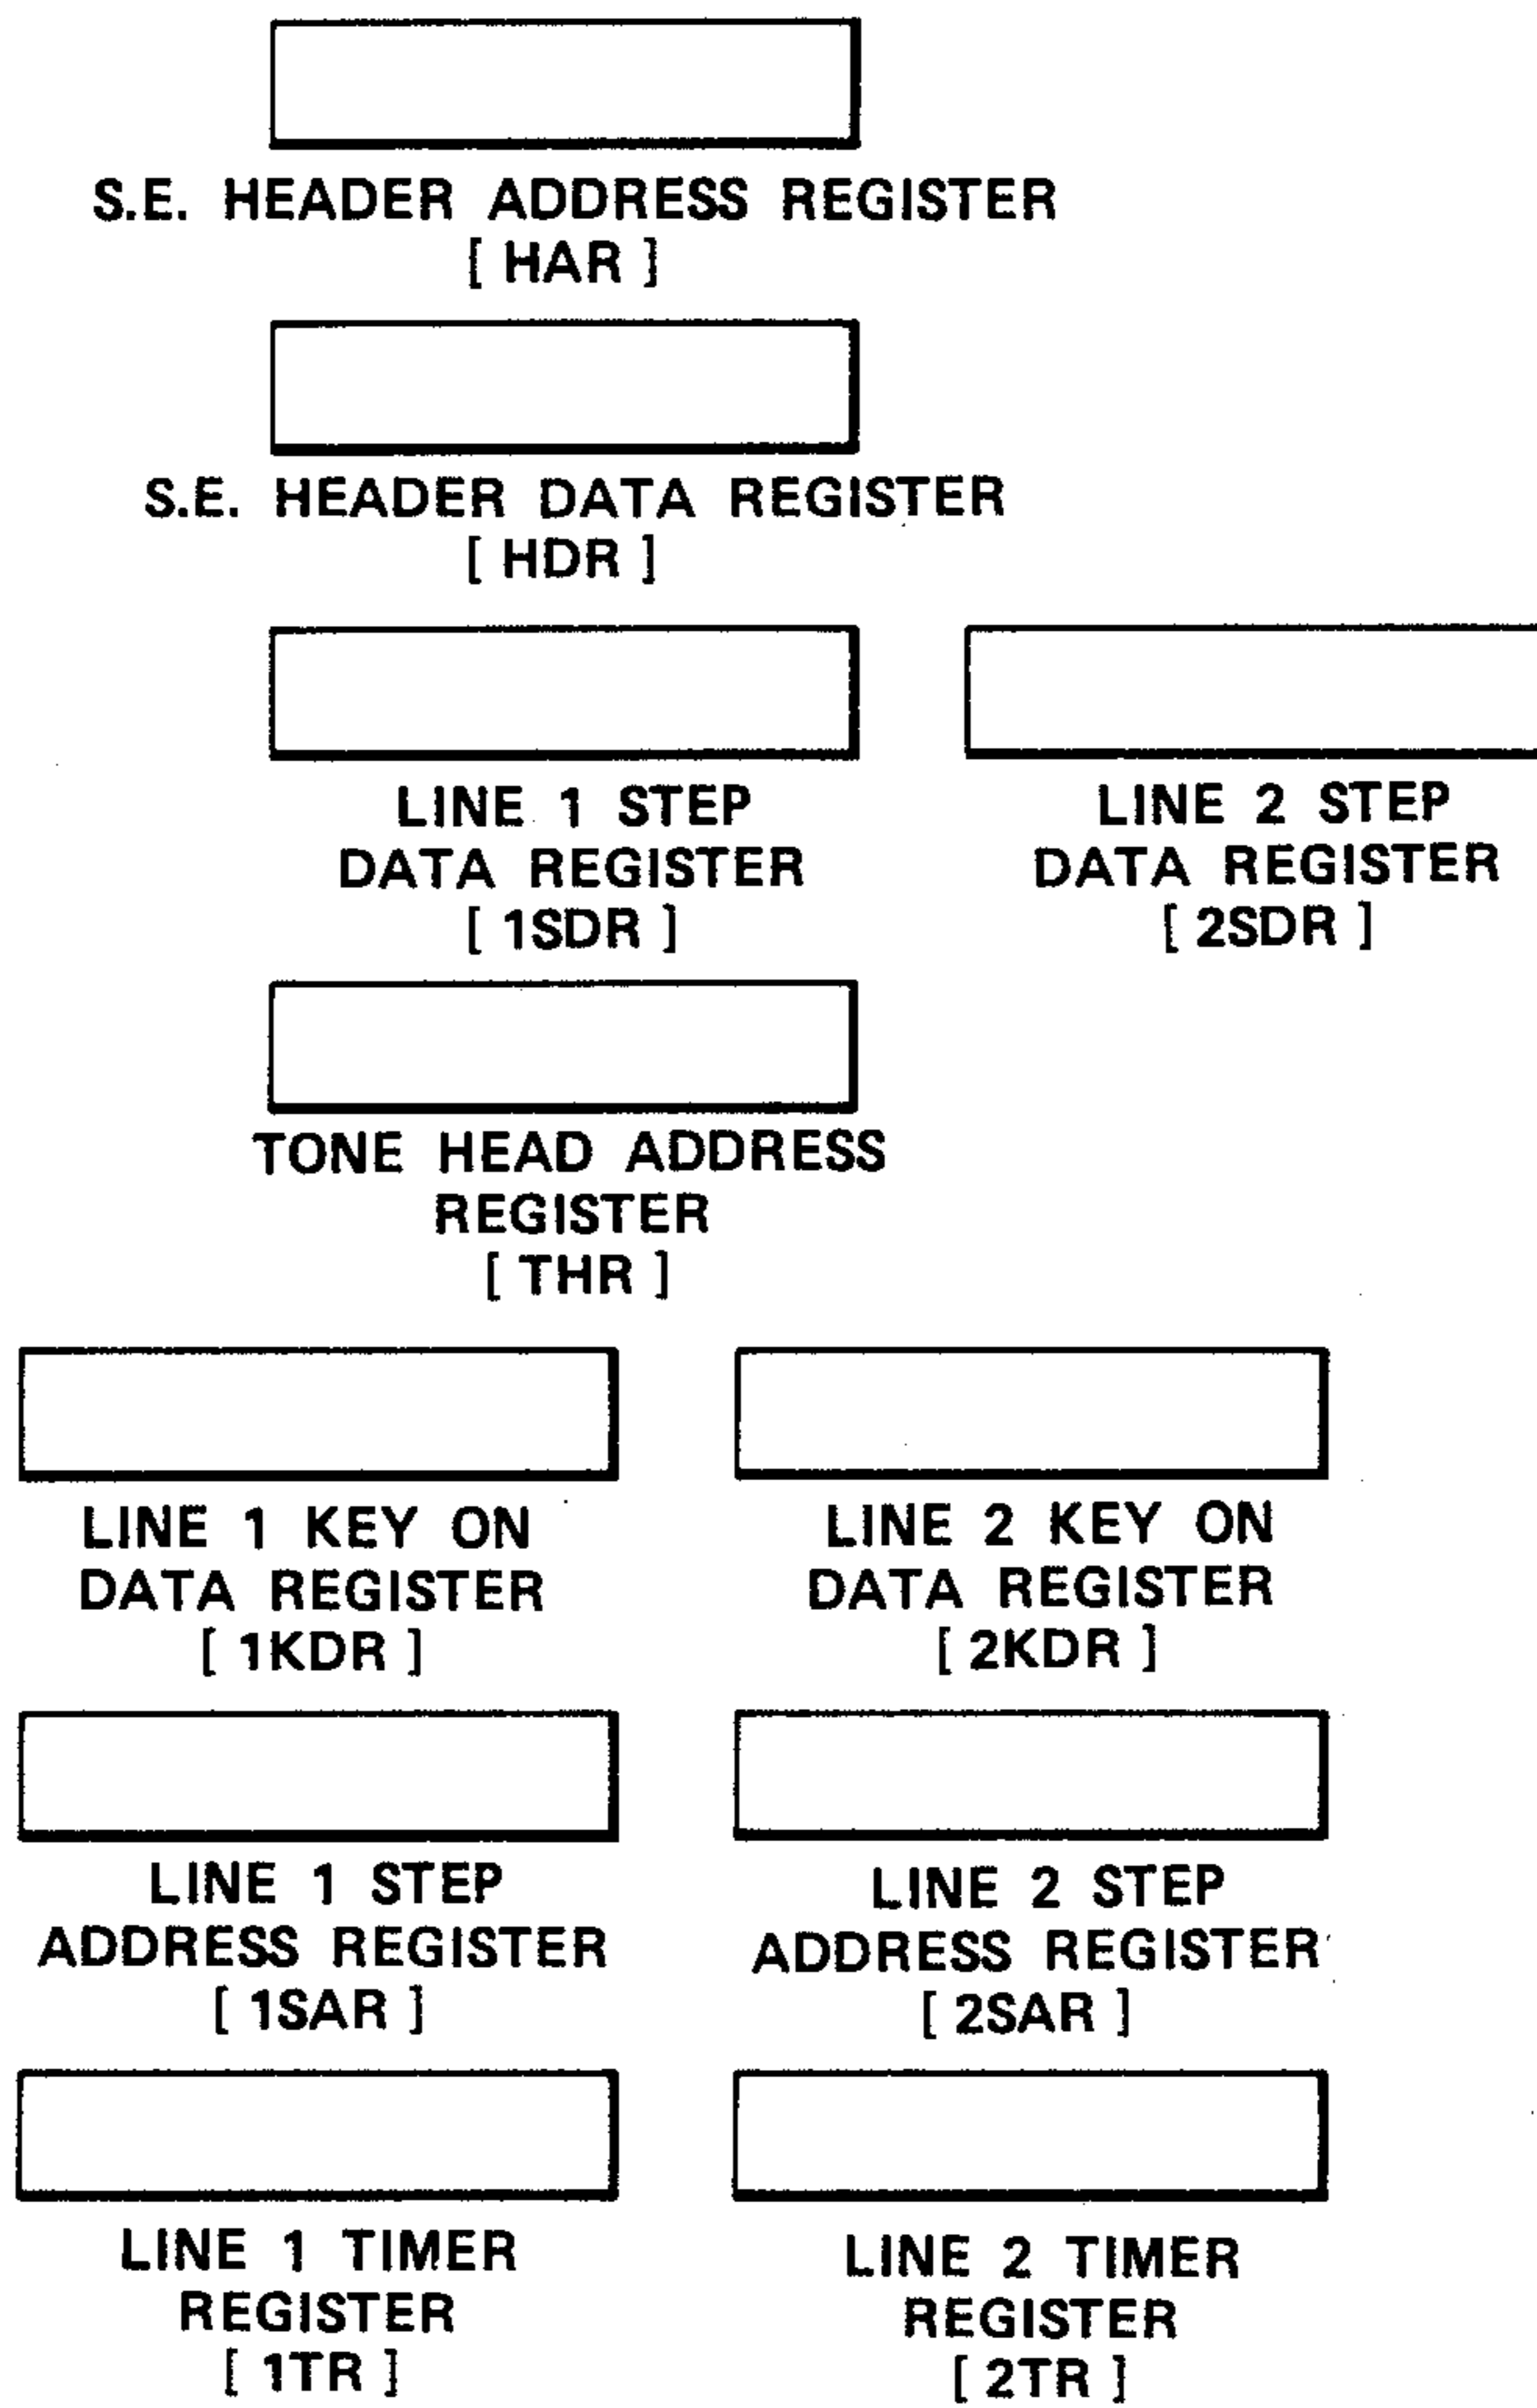 S.E. HEADER ADDRESS REGISTER
[ HAR ]
S.E. HEADER DATA REGISTER
[ HDR ]
LINE 1 STEP
DATA REGISTER
[ 1SDR ]
LINE 2 STEP
DATA REGISTER
[ 2SDR ]
TONE HEAD ADDRESS
REGISTER
[ THR ]
LINE 1 KEY ON
DATA REGISTER
[ 1KDR ]
LINE 2 KEY ON
DATA REGISTER
[ 2KDR ]
LINE 1 STEP
ADDRESS REGISTER
[ 1SAR ]
LINE 2 STEP
ADDRESS REGISTER
[ 2SAR ]
LINE 1 TIMER
REGISTER
[ 1TR ]
LINE 2 TIMER
REGISTER
[ 2TR ]